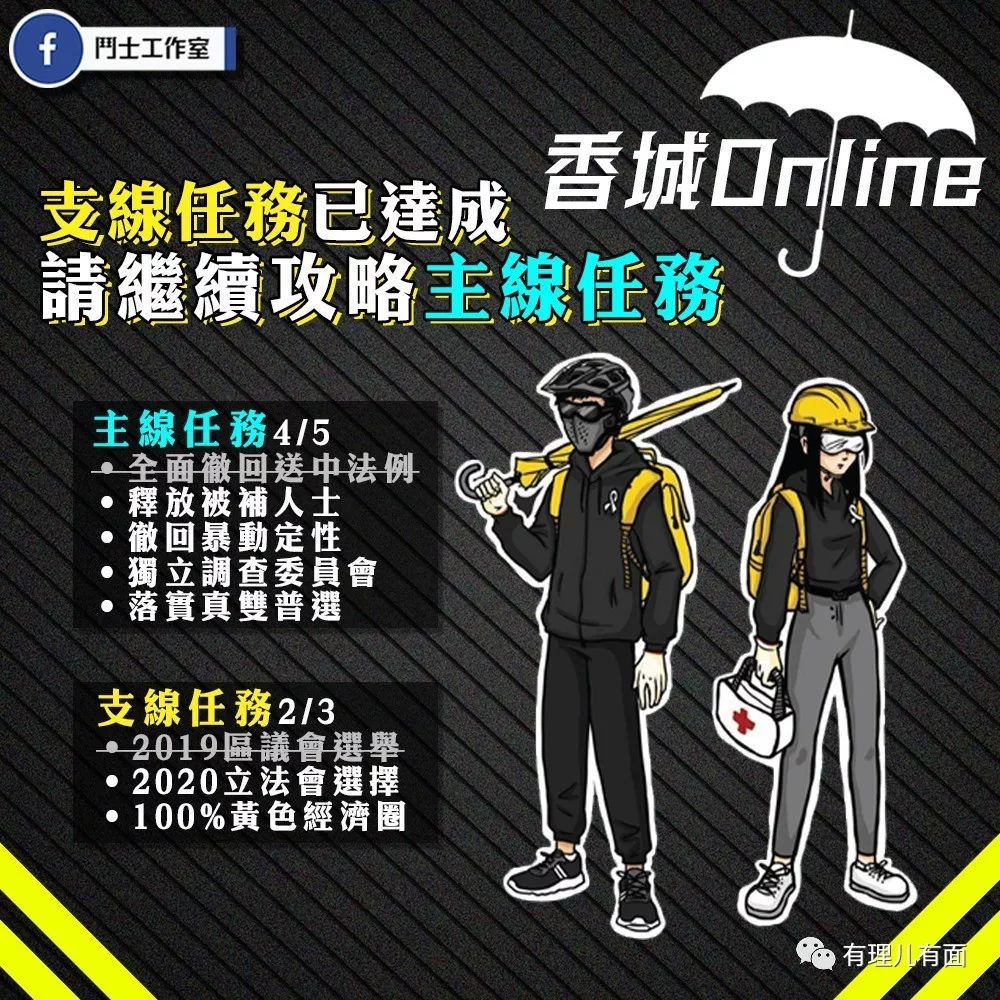 f 鬥士工作室
香城Online
支線任務已達成
請繼續攻略主線任務
主線任務4/5
• 全面徹回送中法例
• 釋放被補人士
• 徹回暴動定性
• 獨立調查委員會
• 落實真雙普選
支線任務2/3
• 2019區議會選舉
• 2020立法會選擇
• 100%黃色經濟圈
有理儿有面